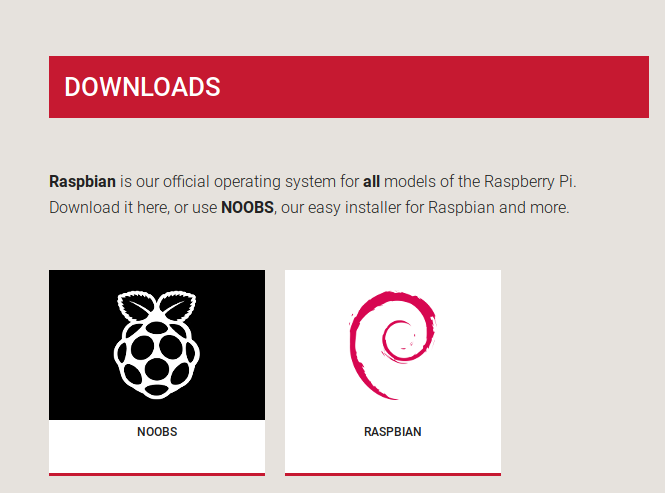 DOWNLOADS
Raspbian is our official operating system for all models of the Raspberry Pi.
Download it here, or use NOOBS, our easy installer for Raspbian and more.
NOOBS
RASPBIAN